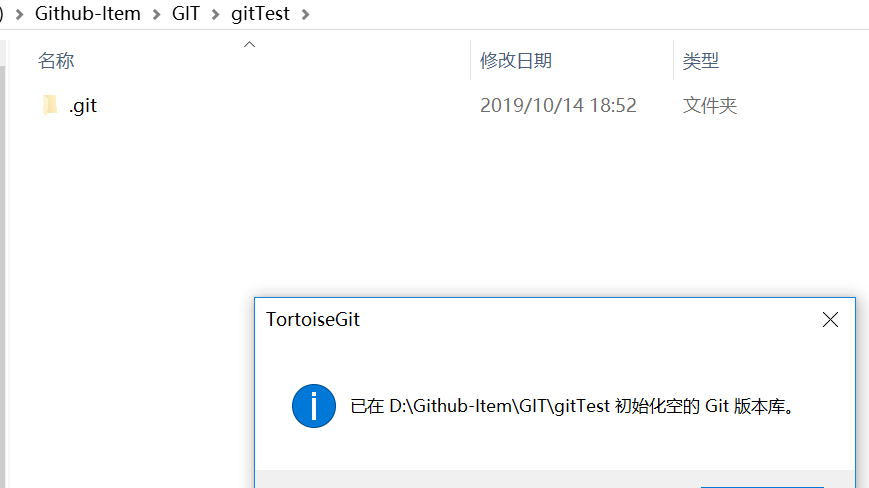 ) > Github-Item > GIT > gitTest >
名称 修改日期 类型
.git 2019/10/14 18:52 文件夹
TortoiseGit
已在 D:\Github-Item\GIT\gitTest 初始化空的 Git 版本库。